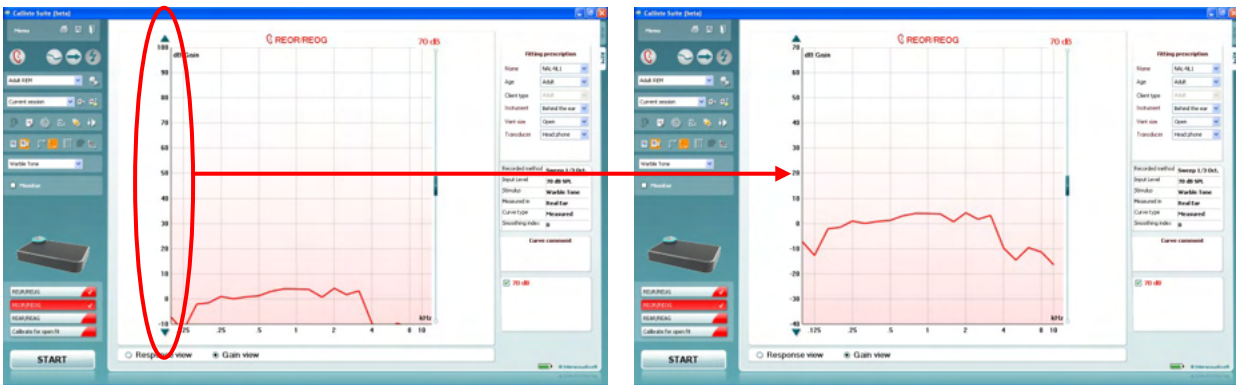 Callisto Suite (beta)
Menu
REOR/REOG
70 dB
dB Gain
100
90
80
70
60
50
40
30
20
10
0
-10
.25
.5
1
2
4
8
10
kHz
Adult REM
Current session
Warble Tone
Monitor
REUR/REUG
REOR/REOG
REAR/REAG
Calibrate for open fit
START
Response view
Gain view
Fitting prescription
Name NAL-NL1
Age Adult
Client type Adult
Instrument Behind the ear
Vent size Open
Transducer Headphone
Recorded method Sweep 1/3 Oct.
Input Level 70 dB SPL
Stimulus Warble Tone
Measured in Real Ear
Curve type Measured
Smoothing index 0
Curve comment
70 dB
Callisto Suite (beta)
Menu
REOR/REOG
70 dB
dB Gain
70
60
50
40
30
20
10
-10
-20
-30
-40
.125
.25
.5
1
2
4
8
10
kHz
Adult REM
Current session
Warble Tone
Monitor
REUR/REUG
REOR/REOG
REAR/REAG
Calibrate for open fit
START
Response view
Gain view
Fitting prescription
Name NAL-NL1
Age Adult
Client type Adult
Instrument Behind the ear
Vent size Open
Transducer Headphone
Recorded method Sweep 1/3 Oct.
Input Level 70 dB SPL
Stimulus Warble Tone
Measured in Real Ear
Curve type Measured
Smoothing index 0
Curve comment
70 dB